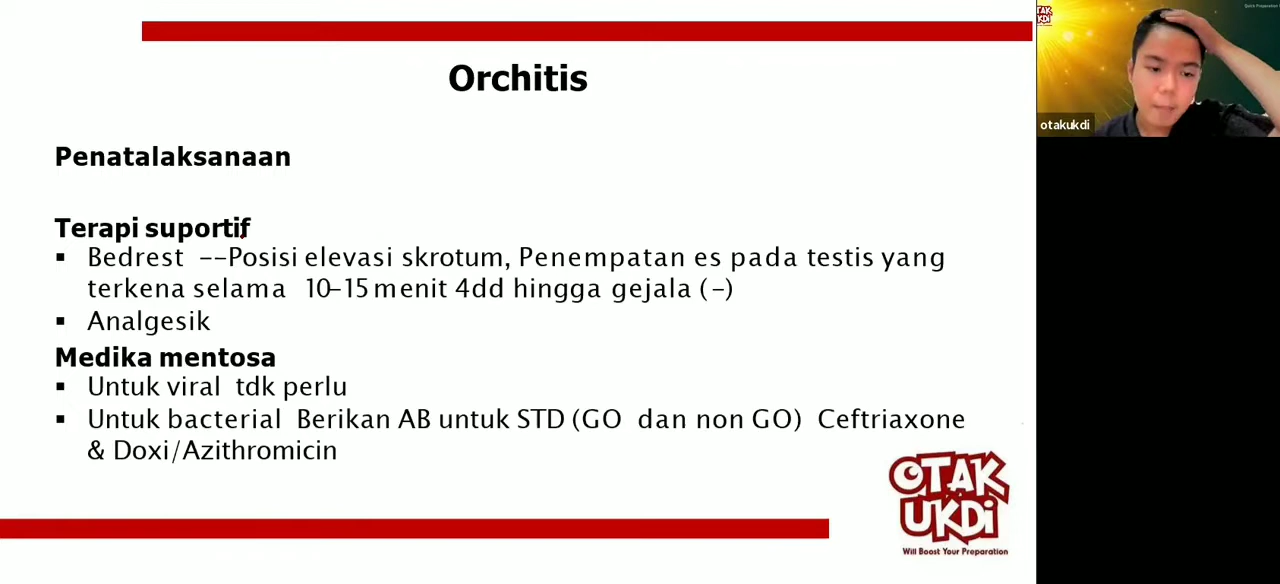 Orchitis
Penatalaksanaan
Terapi suportif
▪ Bedrest --Posisi elevasi skrotum, Penempatan es pada testis yang
terkena selama 10-15 menit 4dd hingga gejala (-)
▪ Analgesik
Medika mentosa
▪ Untuk viral tdk perlu
▪ Untuk bacterial Berikan AB untuk STD (GO dan non GO) Ceftriaxone
& Doxi/Azithromicin
OTAK
UKDi
Will Boost Your Preparation
OTAK
UKDi
otakukdi